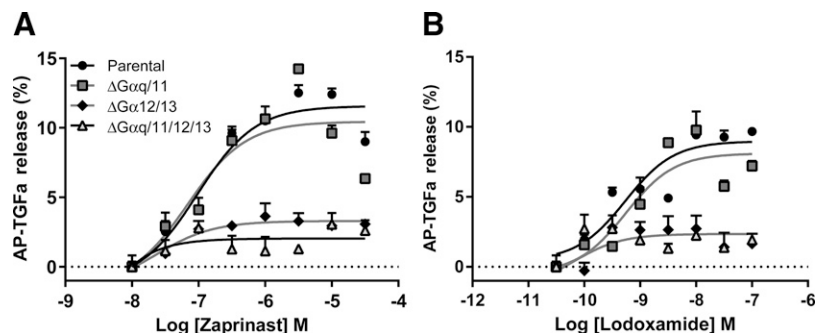 A
AP-TGFa release (%)
15
10
5
0
Parental
ΔGαq/11
ΔGα12/13
ΔGαq/11/12/13
-9 -8 -7 -6 -5 -4
Log [Zaprinast] M
B
AP-TGFa release (%)
15
10
5
0
-12 -11 -10 -9 -8 -7 -6
Log [Lodoxamide] M